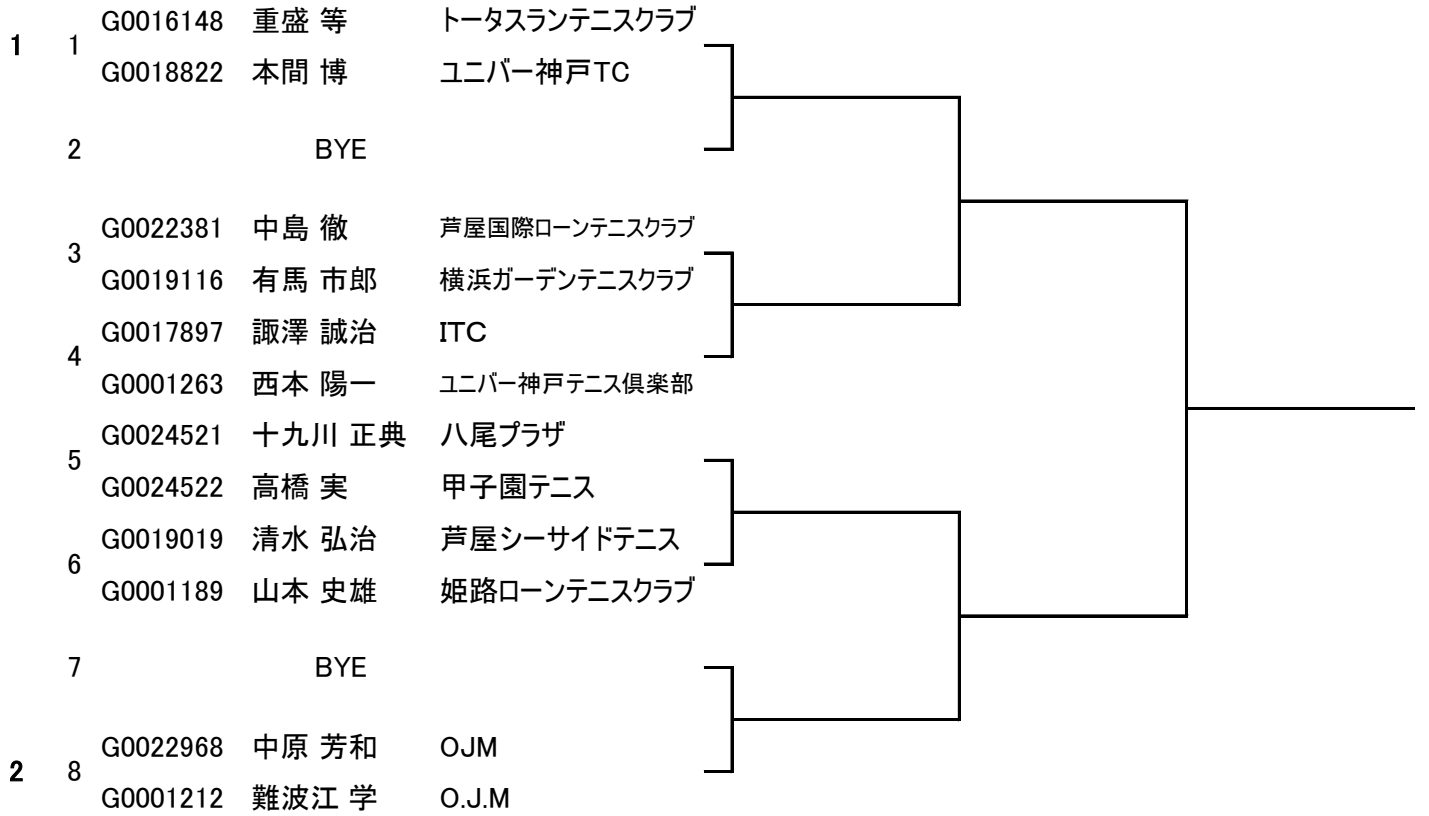 G0016148 重盛 等 トータスランテニスクラブ
1 1
G0018822 本間 博 ユニバー神戸TC
2 BYE
G0022381 中島 徹 芦屋国際ローンテニスクラブ
3
G0019116 有馬 市郎 横浜ガーデンテニスクラブ
G0017897 諏澤 誠治 ITC
4
G0001263 西本 陽一 ユニバー神戸テニス倶楽部
G0024521 十九川 正典 八尾プラザ
5
G0024522 高橋 実 甲子園テニス
G0019019 清水 弘治 芦屋シーサイドテニス
6
G0001189 山本 史雄 姫路ローンテニスクラブ
7 BYE
G0022968 中原 芳和 OJM
2 8
G0001212 難波江 学 O.J.M